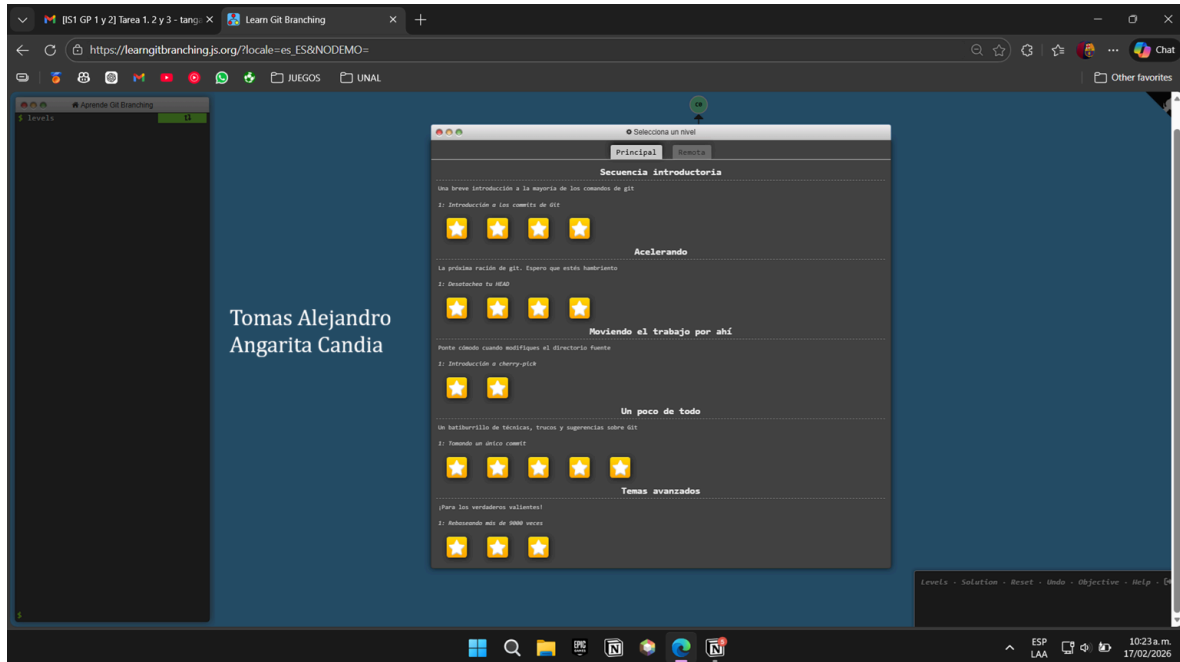 [IS1 GP 1 y 2] Tarea 1. 2 y 3 - tanga
Learn Git Branching
https://learngitbranching.js.org/?locale=es_ES&NODEMO=
Chat
JUEGOS
UNAL
Other favorites
Aprende Git Branching
$ levels
$
Tomas Alejandro
Angarita Candia
Selecciona un nivel
Principal
Remota
Secuencia introductoria
Una breve introducción a la mayoría de los comandos de git
1: Introducción a los commits de Git
Acelerando
La próxima ración de git. Espero que estés hambriento
1: Desatachea tu HEAD
Moviendo el trabajo por ahí
Ponte cómodo cuando modifiques el directorio fuente
1: Introducción a cherry-pick
Un poco de todo
Un batiburrillo de técnicas, trucos y sugerencias sobre Git
1: Tomando un único commit
Temas avanzados
¡Para los verdaderos valientes!
1: Rebaseando más de 9000 veces
Levels - Solution - Reset - Undo - Objective - Help -
EPIC
GAMES
ESP
LAA
10:23 a.m.
17/02/2026